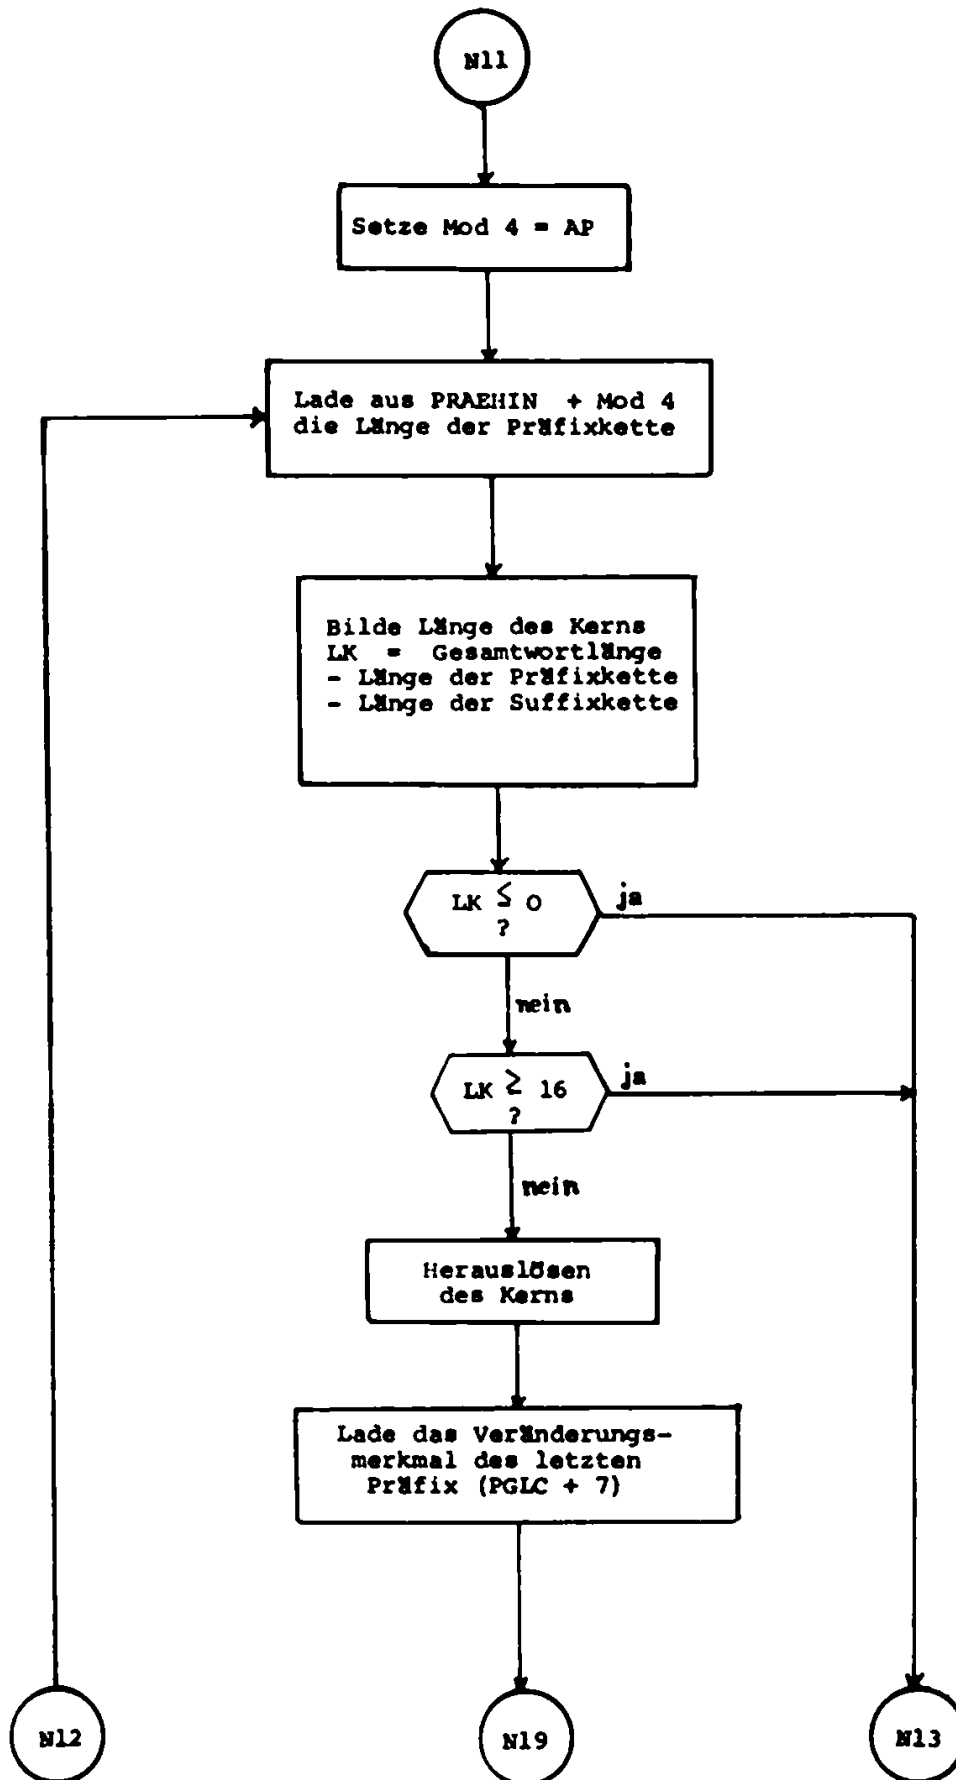 N11
Setze Mod 4 = AP
Lade aus PRAEHIN + Mod 4
die Länge der Präfixkette
Bilde Länge des Kerns
LK = Gesamtwortlänge
- Länge der Präfixkette
- Länge der Suffixkette
LK ≤ 0
?
ja
nein
LK ≥ 16
?
ja
nein
Herauslösen
des Kerns
Lade das Veränderungs-
merkmal des letzten
Präfix (PGLC + 7)
N12
N19
N13